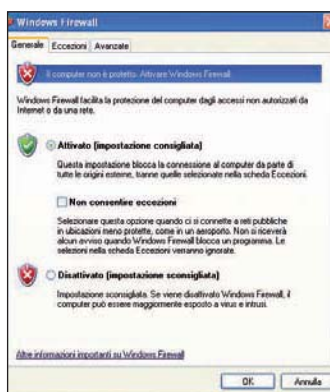 Windows Firewall
Generale Eccezioni Avanzate
Il computer non è protetto. Attivare Windows Firewall.
Windows Firewall facilita la protezione del computer dagli accessi non autorizzati da
Internet o da una rete.
Attivato (impostazione consigliata)
Questa impostazione blocca la connessione al computer da parte di
tutte le origini esterne, tranne quelle selezionate nella scheda Eccezioni.
Non consentire eccezioni
Selezionare questa opzione quando ci si connette a reti pubbliche
in ubicazioni meno protette, come in un aeroporto. Non si riceverà
alcun avviso quando Windows Firewall blocca un programma. Le
selezioni nella scheda Eccezioni verranno ignorate.
Disattivato (impostazione sconsigliata)
Impostazione sconsigliata. Se viene disattivato Windows Firewall, il
computer può essere maggiormente esposto a virus e intrusi.
Altre informazioni importanti su Windows Firewall
OK Annulla